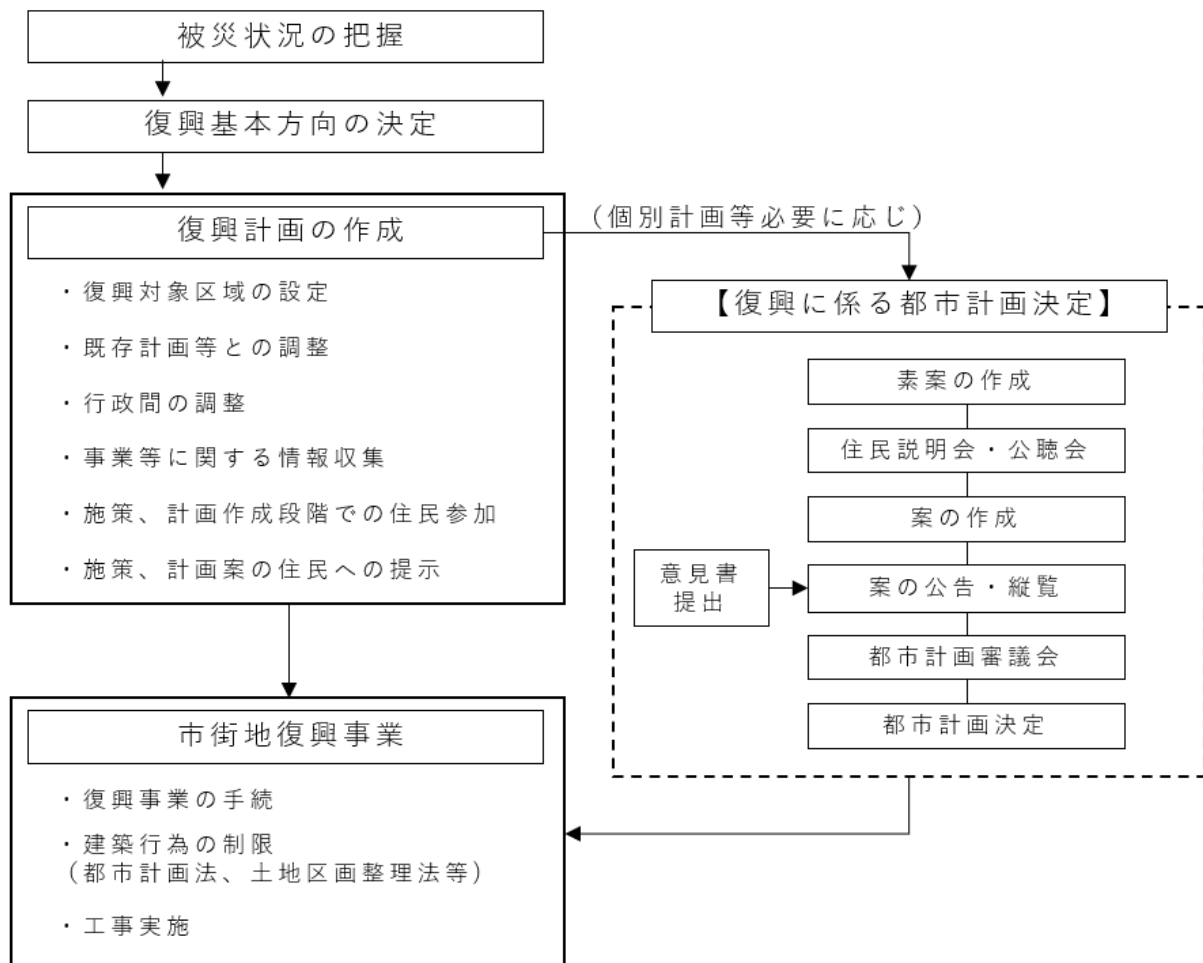 被災状況の把握
復興基本方向の決定
復興計画の作成
・復興対象区域の設定
・既存計画等との調整
・行政間の調整
・事業等に関する情報収集
・施策、計画作成段階での住民参加
・施策、計画案の住民への提示
（個別計画等必要に応じ）
【復興に係る都市計画決定】
素案の作成
住民説明会・公聴会
案の作成
意見書
提出
案の公告・縦覧
都市計画審議会
都市計画決定
市街地復興事業
・復興事業の手続
・建築行為の制限
（都市計画法、土地区画整理法等）
・工事実施